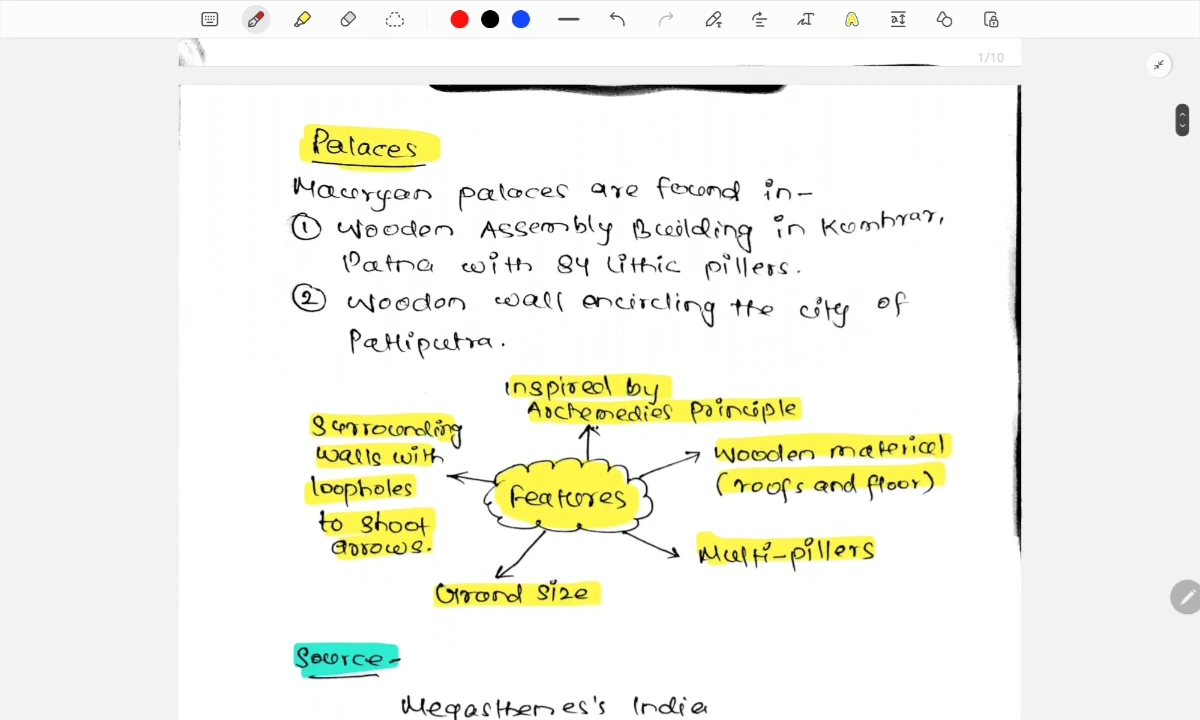 1/10
Palaces
Mauryan palaces are found in-
① Wooden Assembly Building in Kumhrar,
Patna with 84 lithic pillers.
② Wooden wall encircling the city of
Patliputra.
inspired by
Archemedies principle
Surrounding
walls with
loopholes
to shoot
arrows.
Features
Wooden material
(roofs and floor)
Multi-pillers
Grand size
Source-
Megasthenes's India